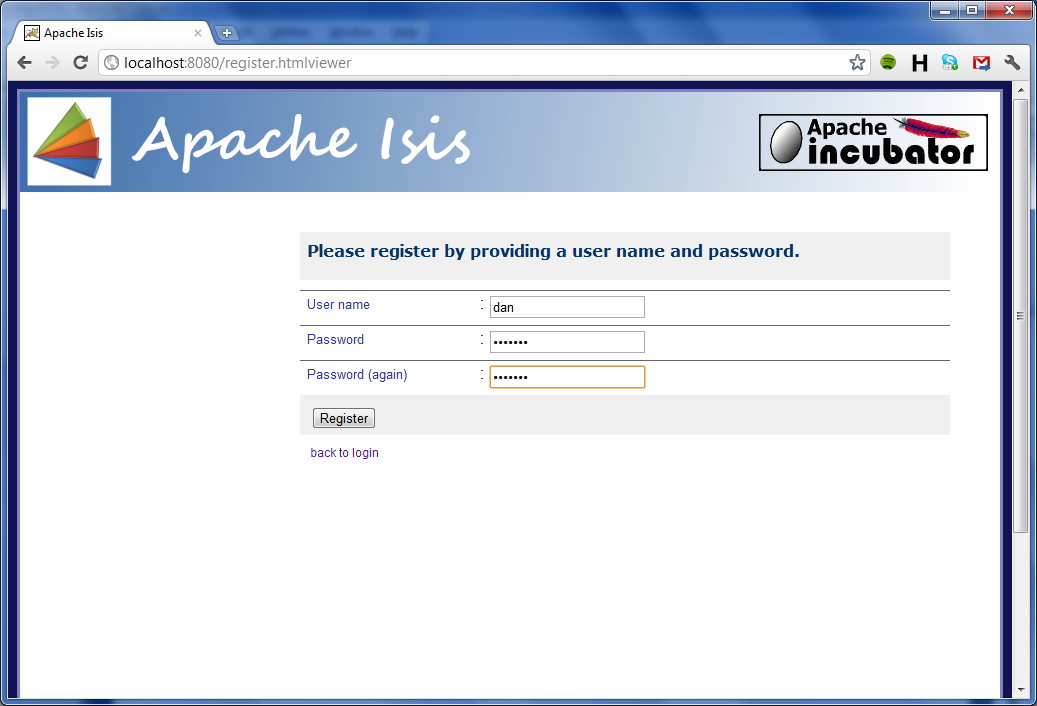 Apache Isis
localhost:8080/register.htmlviewer
Apache Isis
Apache
incubator
Please register by providing a user name and password.
User name : dan
Password : •••••••
Password (again) : •••••••
Register
back to login